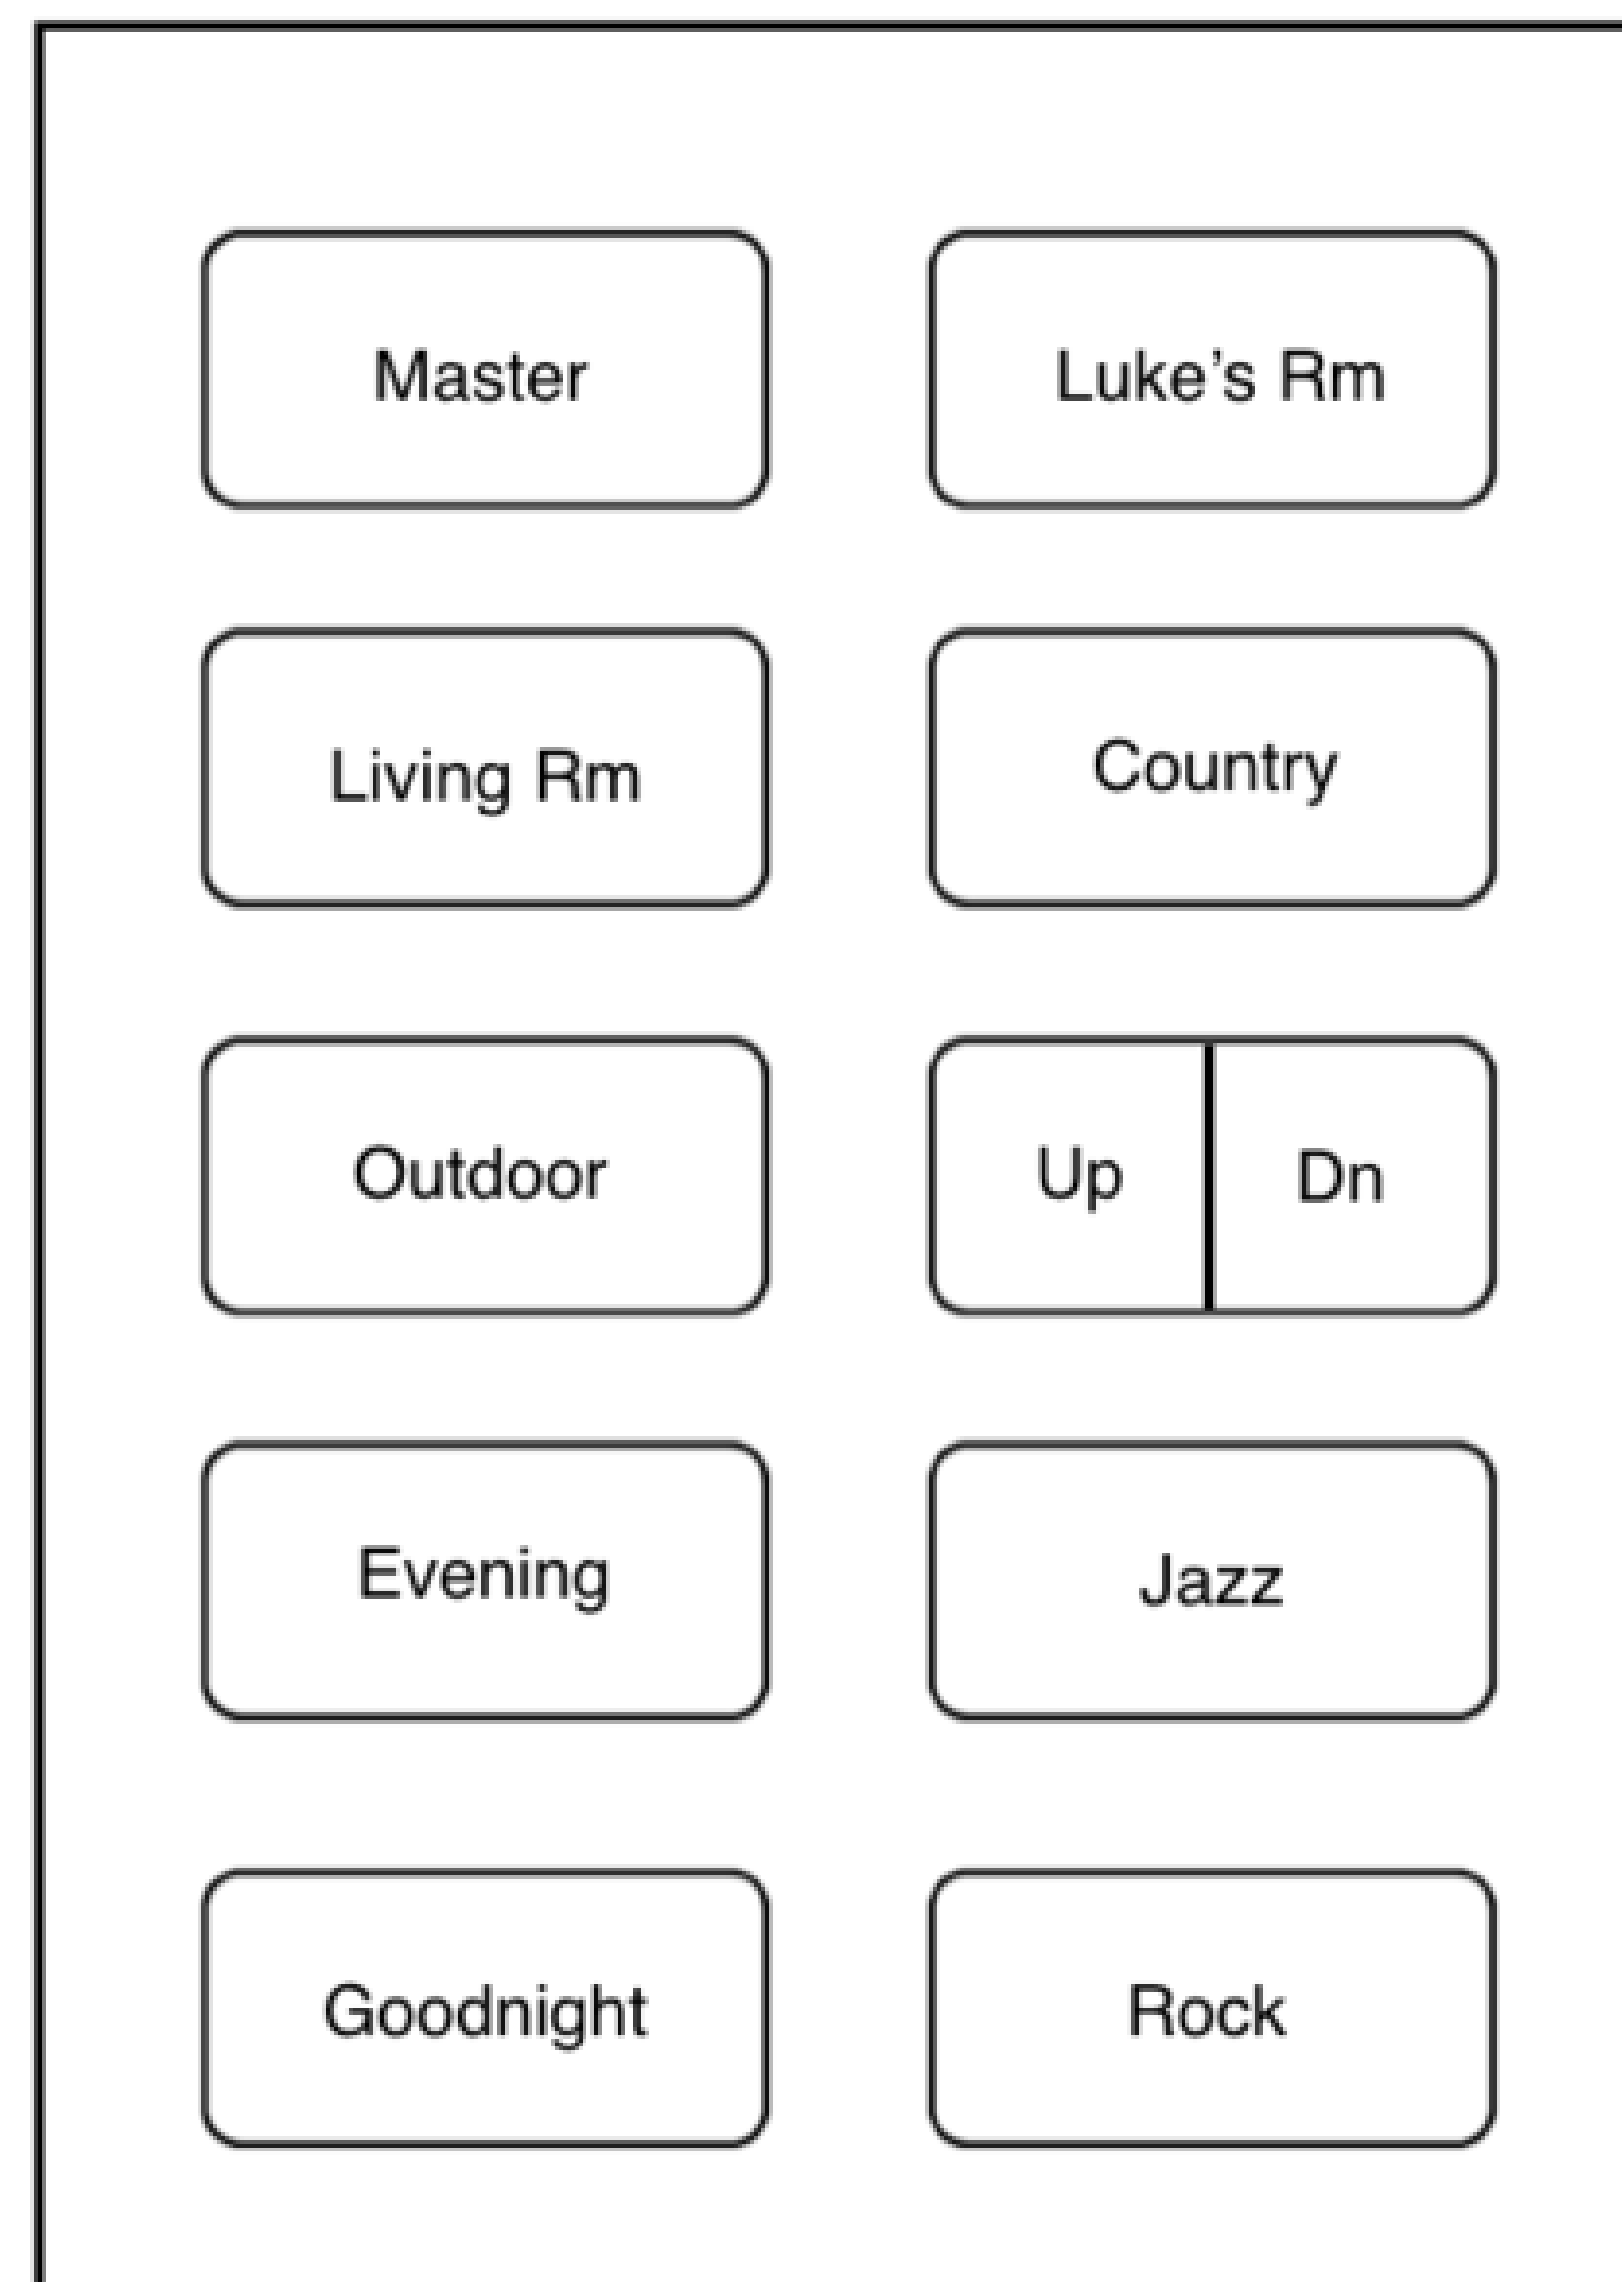 Master
Luke’s Rm
Living Rm
Country
Outdoor
Up
Dn
Evening
Jazz
Goodnight
Rock